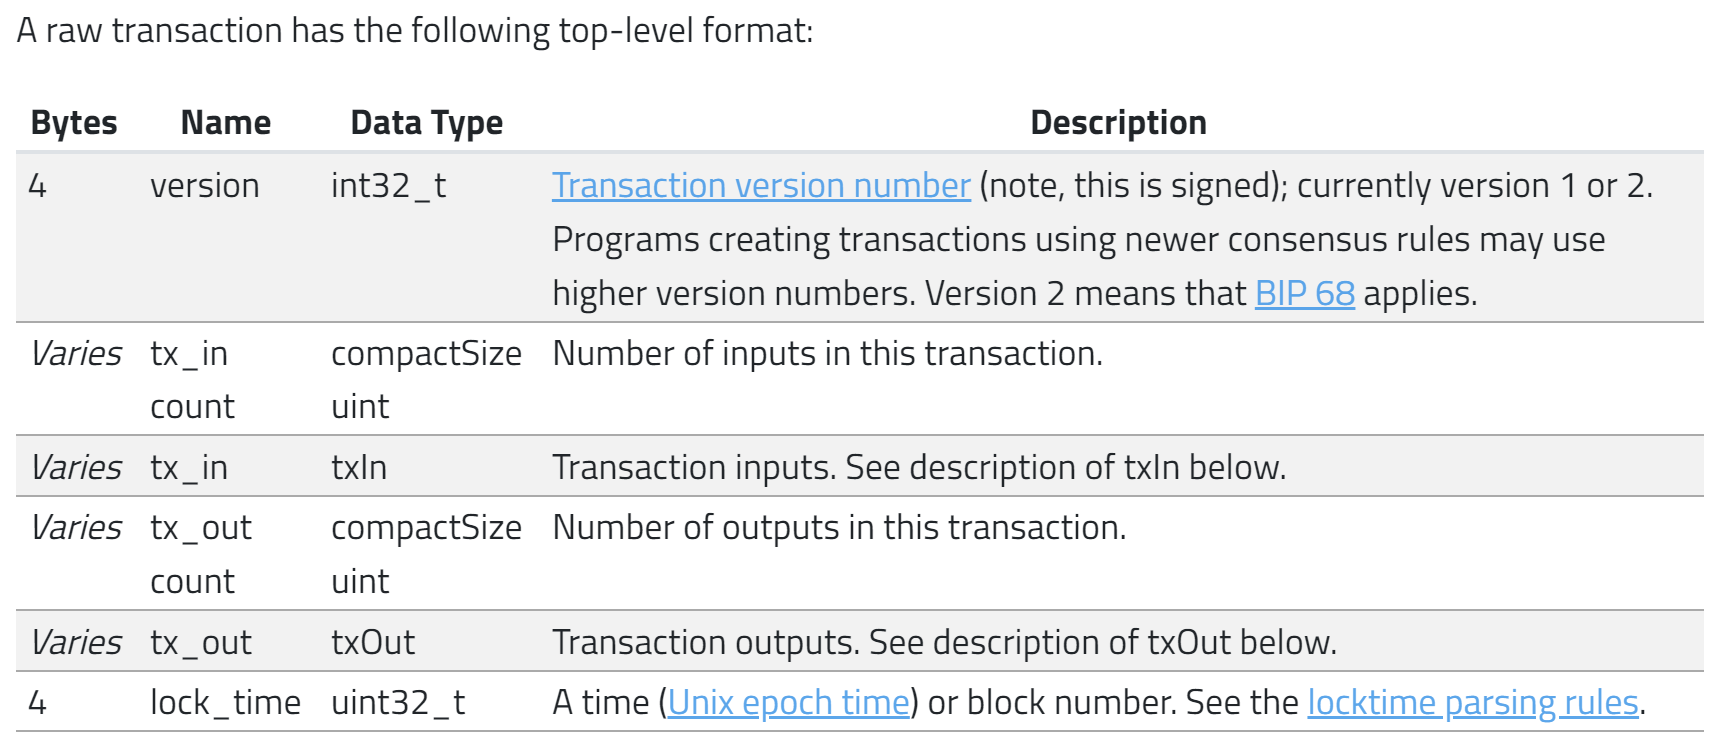 A raw transaction has the following top-level format:
Bytes Name Data Type Description
4 version int32_t Transaction version number (note, this is signed); currently version 1 or 2.
Programs creating transactions using newer consensus rules may use
higher version numbers. Version 2 means that BIP 68 applies.
Varies tx_in compactSize Number of inputs in this transaction.
count uint
Varies tx_in txIn Transaction inputs. See description of txIn below.
Varies tx_out compactSize Number of outputs in this transaction.
count uint
Varies tx_out txOut Transaction outputs. See description of txOut below.
4 lock_time uint32_t A time (Unix epoch time) or block number. See the locktime parsing rules.